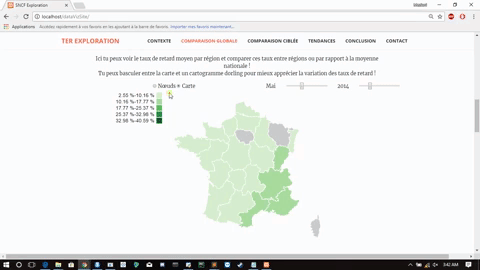 SNCF Exploration
localhost/datavizSite/
Applications Accédez rapidement à vos favoris en les ajoutant à la barre de favoris. Importer mes favoris maintenant...
TER EXPLORATION CONTEXTE COMPARAISON GLOBALE COMPARAISON CIBLÉE TENDANCES CONCLUSION CONTACT
Ici tu peux voir le taux de retard moyen par région et comparer ces taux entre régions ou par rapport à la moyenne
nationale !
Tu peux basculer entre la carte et un cartogramme dorling pour mieux apprécier la variation des taux de retard !
Nœuds Carte Mai 2014
2.55 %-10.16 %
10.16 %-17.77 %
17.77 %-25.37 %
25.37 %-32.98 %
32.98 %-40.59 %
3:42 AM